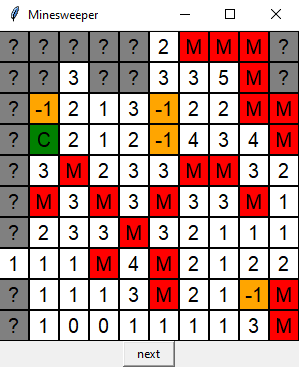 Minesweeper
? ? ? ? ? 2 M M M ?
? ? 3 ? ? 3 3 5 M ?
? -1 2 1 3 -1 2 2 M M
? C 2 1 2 -1 4 3 4 M
? 3 M 2 3 3 M M 3 2
? M 3 M 3 M 3 3 M 1
? 2 3 3 M 3 2 1 1 1
1 1 1 M 4 M 2 1 2 2
? 1 1 1 3 M 2 1 -1 M
? 1 0 0 1 1 1 1 3 M
next